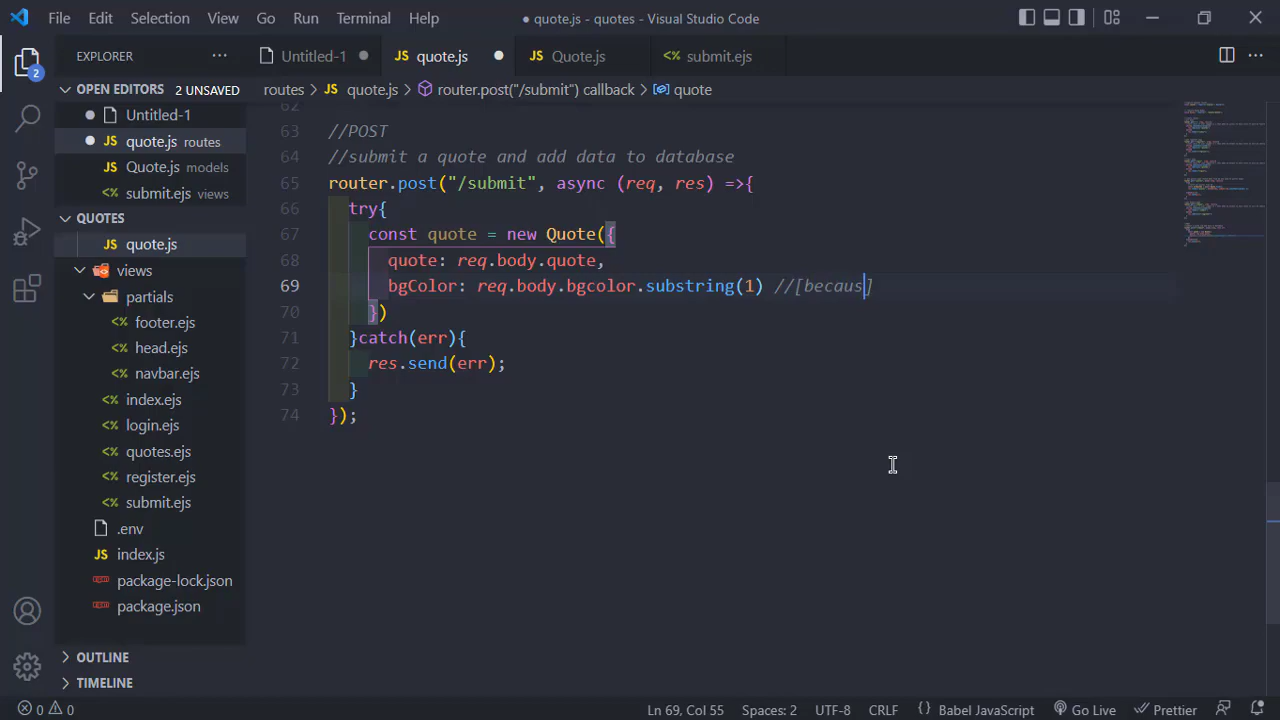 File Edit Selection View Go Run Terminal Help
● quote.js - quotes - Visual Studio Code
EXPLORER ···
Untitled-1 ●
JS quote.js ●
JS Quote.js
<%> submit.ejs
2
OPEN EDITORS 2 UNSAVED
● Untitled-1
● JS quote.js routes
JS Quote.js models
<%> submit.ejs views
QUOTES
JS quote.js
views
partials
<%> footer.ejs
<%> head.ejs
<%> navbar.ejs
<%> index.ejs
<%> login.ejs
<%> quotes.ejs
<%> register.ejs
<%> submit.ejs
.env
JS index.js
package-lock.json
package.json
OUTLINE
TIMELINE
routes > JS quote.js > router.post("/submit") callback > quote
62
63 //POST
64 //submit a quote and add data to database
65 router.post("/submit", async (req, res) =>{
66 try{
67 const quote = new Quote({
68 quote: req.body.quote,
69 bgColor: req.body.bgcolor.substring(1) //[becaus]
70 })
71 }catch(err){
72 res.send(err);
73 }
74 });
0 0 Ln 69, Col 55 Spaces: 2 UTF-8 CRLF {} Babel JavaScript Go Live Prettier